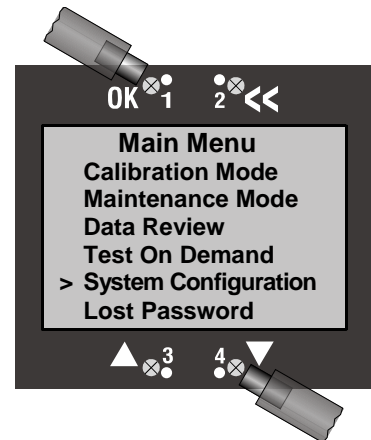 OK 1 2 <<
Main Menu
Calibration Mode
Maintenance Mode
Data Review
Test On Demand
> System Configuration
Lost Password
3 4